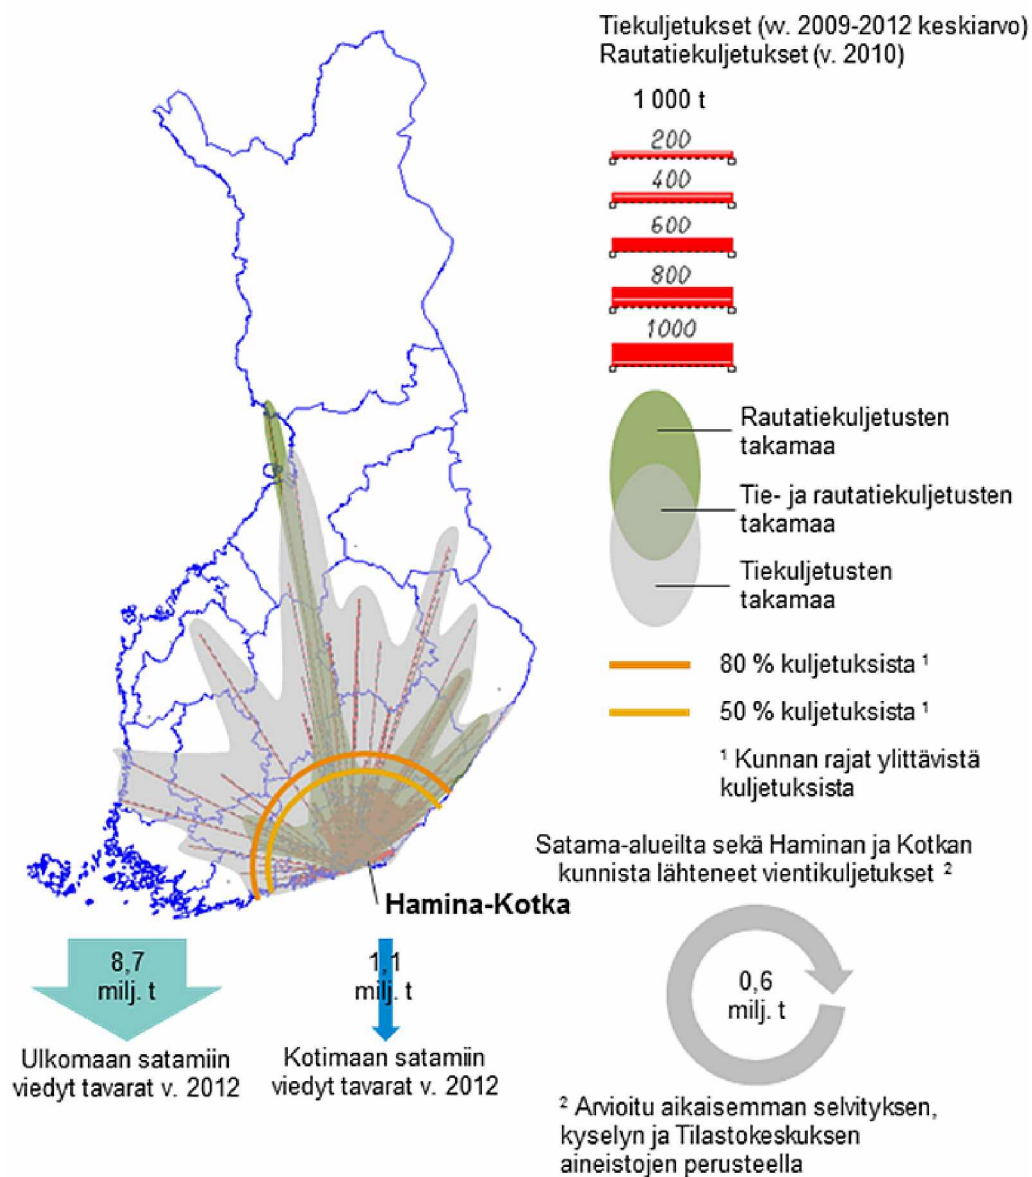 Tiekuljetukset (vv. 2009-2012 keskiarvo)
Rautatiekuljetukset (v. 2010)
1 000 t
200
400
600
800
1000
Rautatiekuljetusten
takamaa
Tie- ja rautatiekuljetusten
takamaa
Tiekuljetusten
takamaa
80 % kuljetuksista ¹
50 % kuljetuksista ¹
¹ Kunnan rajat ylittävistä
kuljetuksista
Satama-alueilta sekä Haminan ja Kotkan
kunnista lähteneet vientikuljetukset ²
Hamina-Kotka
8,7
milj. t
Ulkomaan satamiin
viedyt tavarat v. 2012
1,1
milj. t
Kotimaan satamiin
viedyt tavarat v. 2012
0,6
milj. t
² Arvioitu aikaisemman selvityksen,
kyselyn ja Tilastokeskuksen
aineistojen perusteella